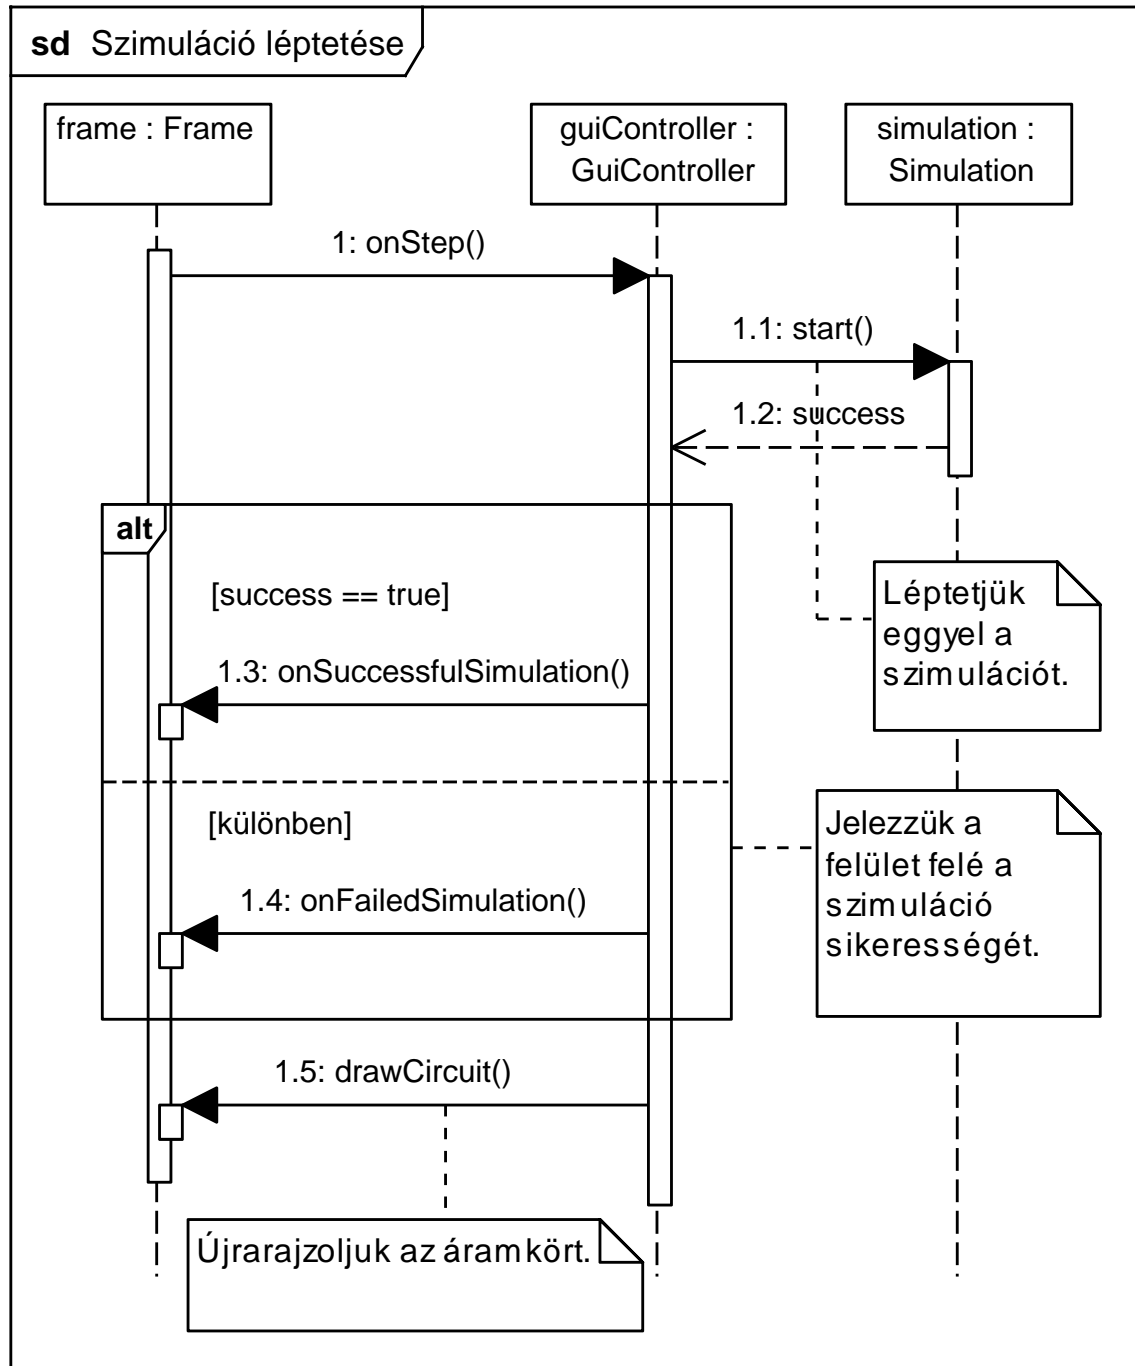 sd Szimuláció léptetése
frame : Frame
guiController :
GuiController
simulation :
Simulation
1: onStep()
1.1: start()
1.2: success
alt
[success == true]
Léptetjük
eggyel a
szimulációt.
1.3: onSuccessfulSimulation()
[különben]
Jelezzük a
felület felé a
szimuláció
sikerességét.
1.4: onFailedSimulation()
1.5: drawCircuit()
Újrarajzoljuk az áramkört.